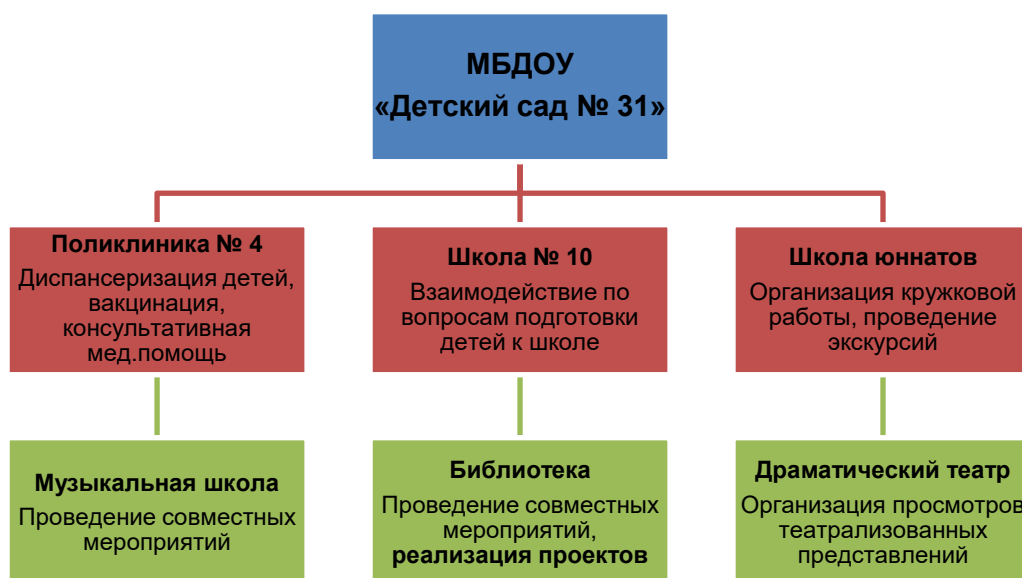 МБДОУ
«Детский сад № 31»
Поликлиника № 4
Диспансеризация детей,
вакцинация,
консультативная
мед.помощь
Школа № 10
Взаимодействие по
вопросам подготовки
детей к школе
Школа юннатов
Организация кружковой
работы, проведение
экскурсий
Музыкальная школа
Проведение совместных
мероприятий
Библиотека
Проведение совместных
мероприятий,
реализация проектов
Драматический театр
Организация просмотров
театрализованных
представлений